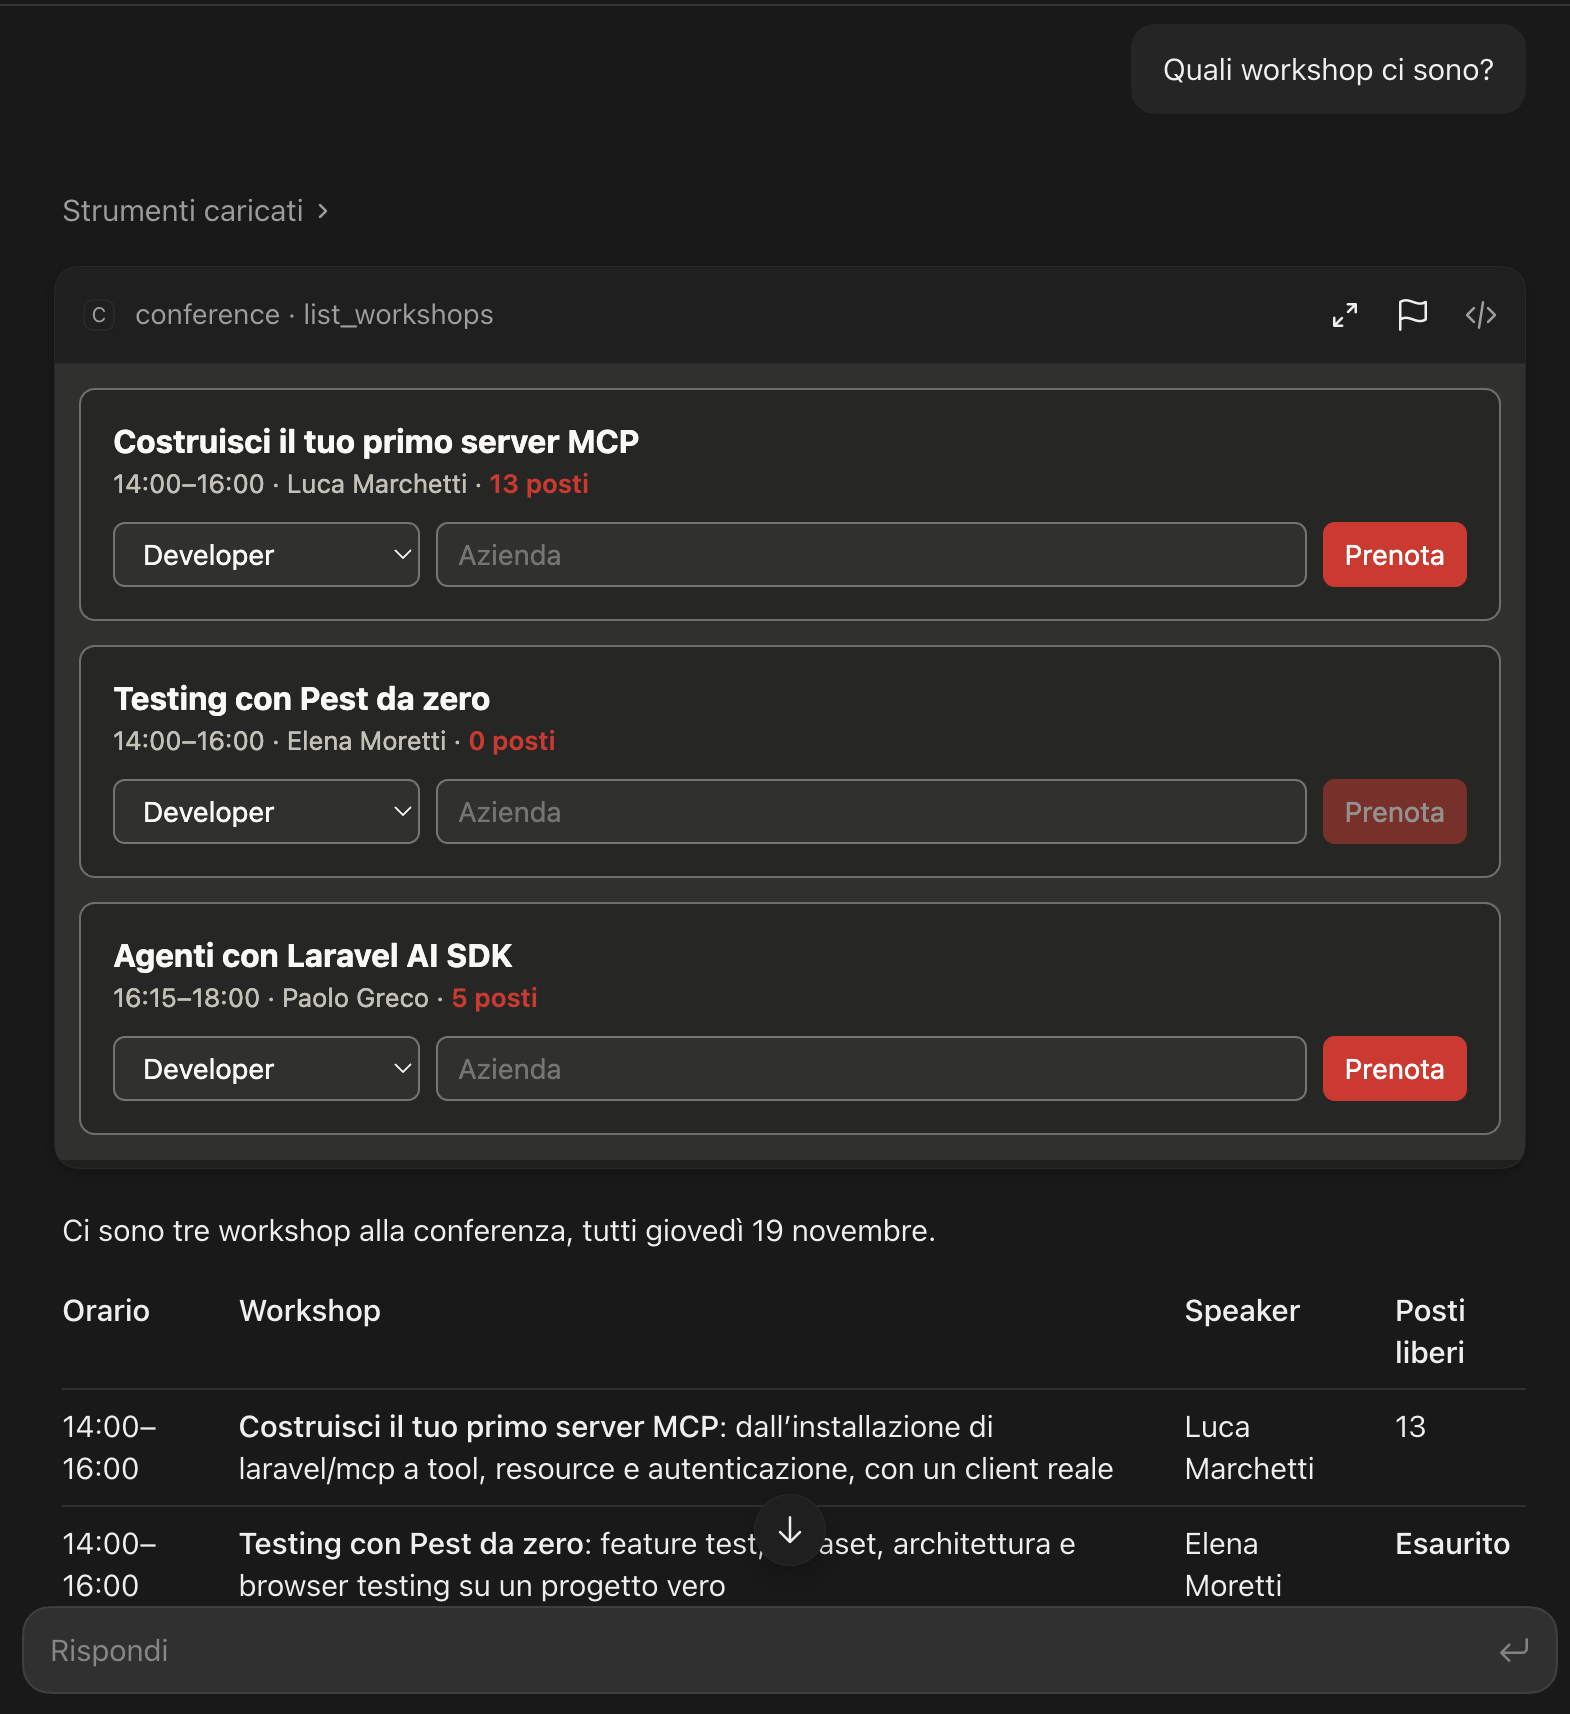 Quali workshop ci sono?
Strumenti caricati
C conference · list_workshops
Costruisci il tuo primo server MCP
14:00–16:00 · Luca Marchetti · 13 posti
Developer Azienda Prenota
Testing con Pest da zero
14:00–16:00 · Elena Moretti · 0 posti
Developer Azienda Prenota
Agenti con Laravel AI SDK
16:15–18:00 · Paolo Greco · 5 posti
Developer Azienda Prenota
Ci sono tre workshop alla conferenza, tutti giovedì 19 novembre.
Orario Workshop Speaker Posti
liberi
14:00– Costruisci il tuo primo server MCP: dall’installazione di Luca 13
16:00 laravel/mcp a tool, resource e autenticazione, con un client reale Marchetti
14:00– Testing con Pest da zero: feature test, architettura e Elena Esaurito
16:00 browser testing su un progetto vero Moretti
Rispondi